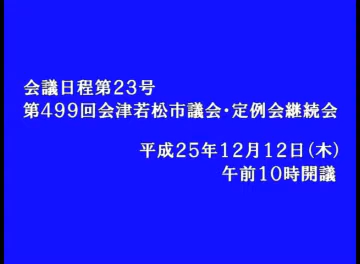 会議日程第23号
第499回会津若松市議会・定例会継続会
平成25年12月12日(木)
午前10時開議